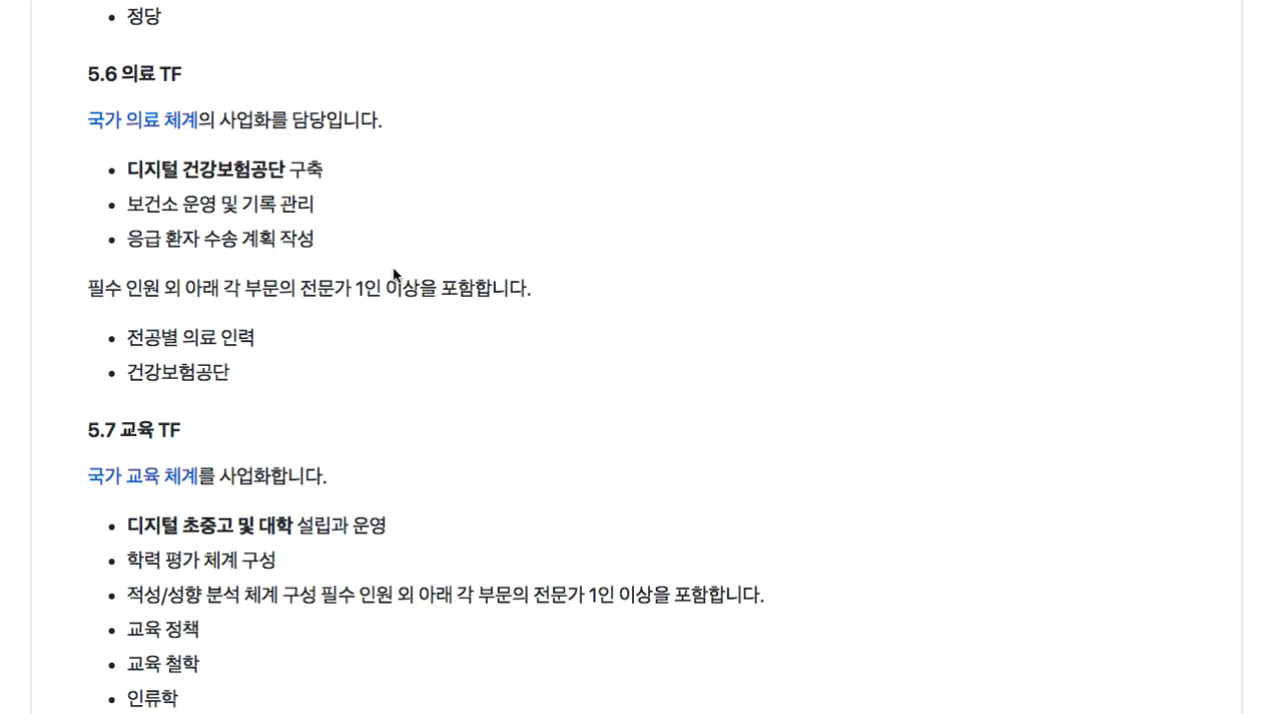 정당
5.6 의료 TF
국가 의료 체계의 사업화를 담당입니다.
디지털 건강보험공단 구축
보건소 운영 및 기록 관리
응급 환자 수송 계획 작성
필수 인원 외 아래 각 부문의 전문가 1인 이상을 포함합니다.
전공별 의료 인력
건강보험공단
5.7 교육 TF
국가 교육 체계를 사업화합니다.
디지털 초중고 및 대학 설립과 운영
학력 평가 체계 구성
적성/성향 분석 체계 구성 필수 인원 외 아래 각 부문의 전문가 1인 이상을 포함합니다.
교육 정책
교육 철학
인류학